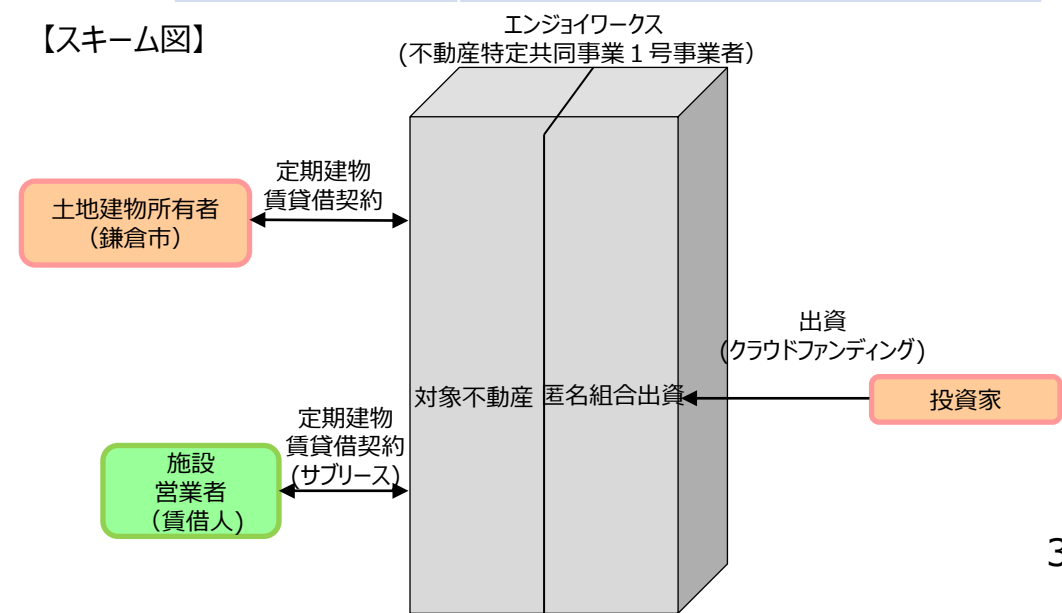 【スキーム図】
エンジョイワークス
(不動産特定共同事業１号事業者)
定期建物
賃貸借契約
土地建物所有者
（鎌倉市）
出資
(クラウドファンディング)
対象不動産
匿名組合出資
投資家
定期建物
賃貸借契約
(サブリース)
施設
営業者
（賃借人)
3